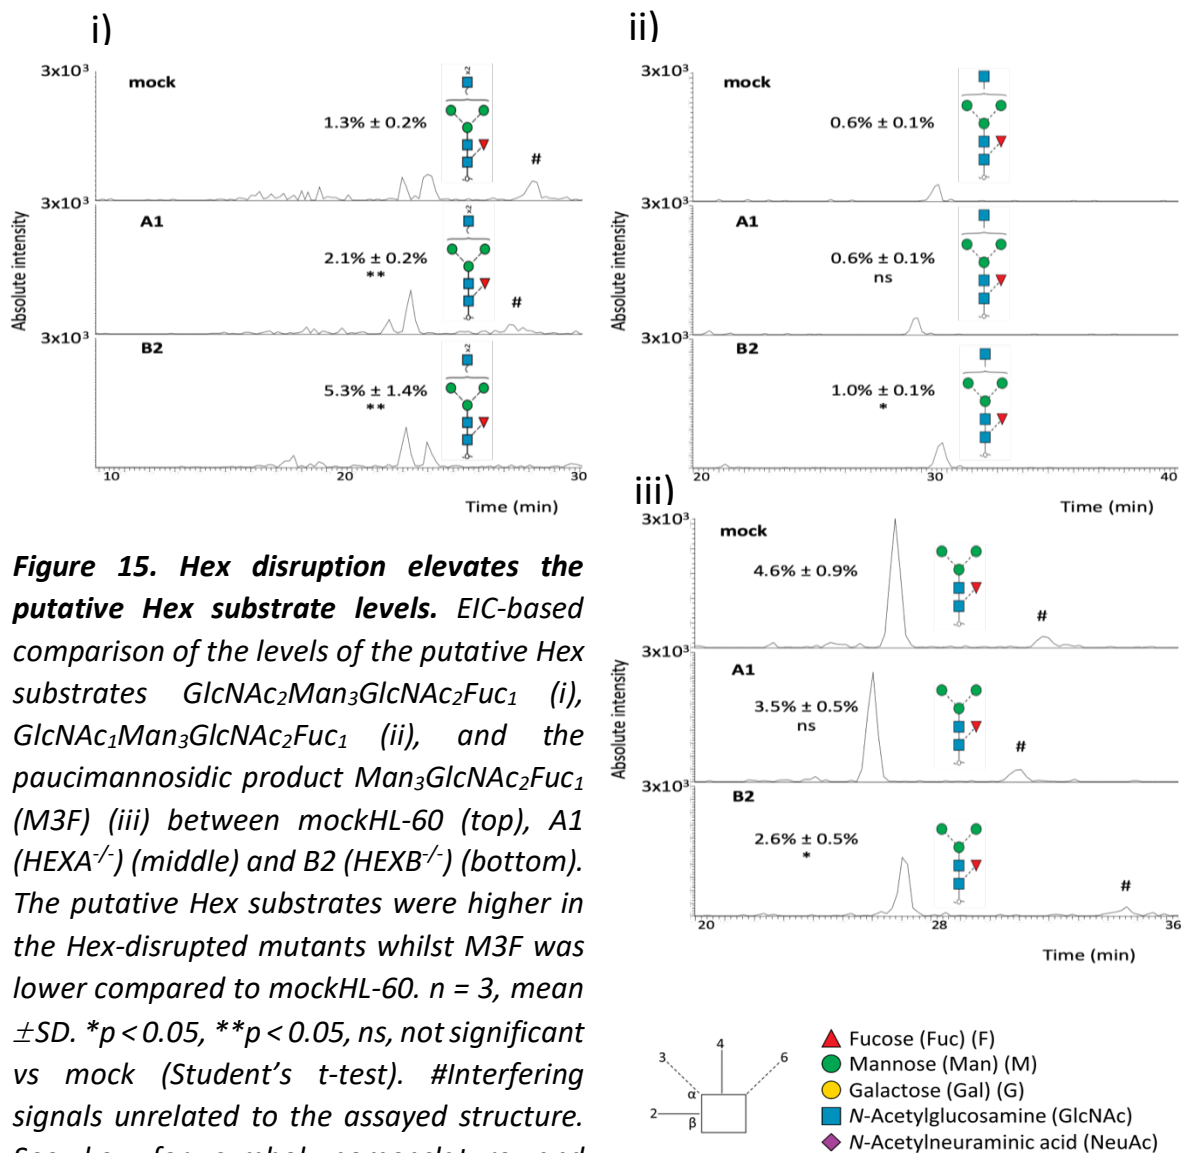 i)
3x10³
mock
x2
1.3% ± 0.2%
#
3x10³
A1
x2
2.1% ± 0.2%
**
#
3x10³
B2
x2
5.3% ± 1.4%
**
Absolute intensity
10 20 30
Time (min)
ii)
3x10³
mock
0.6% ± 0.1%
3x10³
A1
0.6% ± 0.1%
ns
3x10³
B2
1.0% ± 0.1%
*
Absolute intensity
20 30 40
Time (min)
iii)
3x10³
mock
4.6% ± 0.9%
#
3x10³
A1
3.5% ± 0.5%
ns
#
3x10³
B2
2.6% ± 0.5%
*
#
Absolute intensity
20 28 36
Time (min)
Figure 15. Hex disruption elevates the
putative Hex substrate levels. EIC-based
comparison of the levels of the putative Hex
substrates GlcNAc₂Man₃GlcNAc₂Fuc₁ (i),
GlcNAc₁Man₃GlcNAc₂Fuc₁ (ii), and the
paucimannosidic product Man₃GlcNAc₂Fuc₁
(M3F) (iii) between mockHL-60 (top), A1
(HEXA⁻/⁻) (middle) and B2 (HEXB⁻/⁻) (bottom).
The putative Hex substrates were higher in
the Hex-disrupted mutants whilst M3F was
lower compared to mockHL-60. n = 3, mean
±SD. *p < 0.05, **p < 0.05, ns, not significant
vs mock (Student's t-test). #Interfering
signals unrelated to the assayed structure.
3 4 6
α
2
β
Fucose (Fuc) (F)
Mannose (Man) (M)
Galactose (Gal) (G)
N-Acetylglucosamine (GlcNAc)
N-Acetylneuraminic acid (NeuAc)